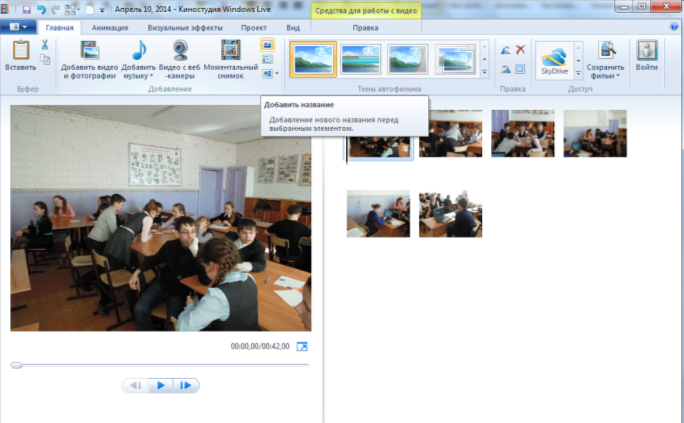 Апрель 10, 2014 - Киностудия Windows Live
Средства для работы с видео
Главная
Анимация
Визуальные эффекты
Проект
Вид
Правка
Вставить
Добавить видео и фотографии
Добавить музыку
Видео с веб -камеры
Моментальный снимок
SkyDrive
Сохранить фильм
Войти
Буфер
Добавление
Темы автофильма
Правка
Доступ
Добавить название
Добавление нового названия перед
выбранным элементом.
00:00,00/00:42,00